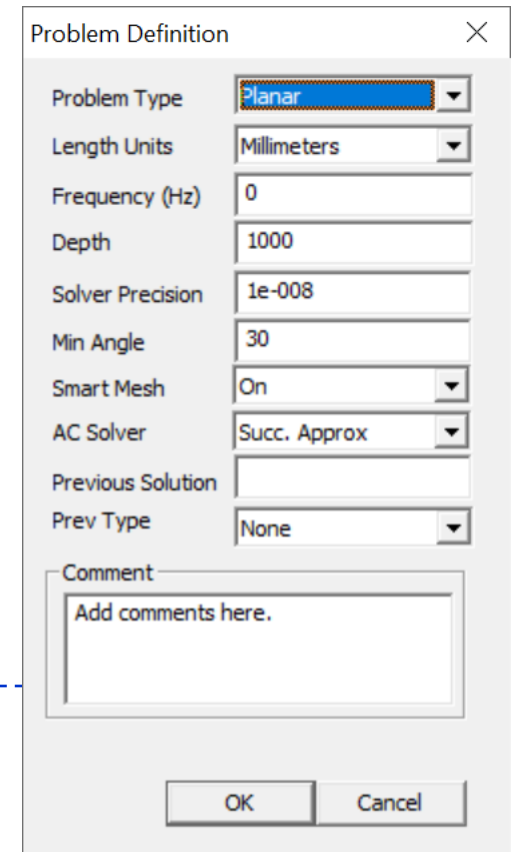 Problem Definition
Problem Type Planar
Length Units Millimeters
Frequency (Hz) 0
Depth 1000
Solver Precision 1e-008
Min Angle 30
Smart Mesh On
AC Solver Succ. Approx
Previous Solution
Prev Type None
Comment
Add comments here.
OK Cancel